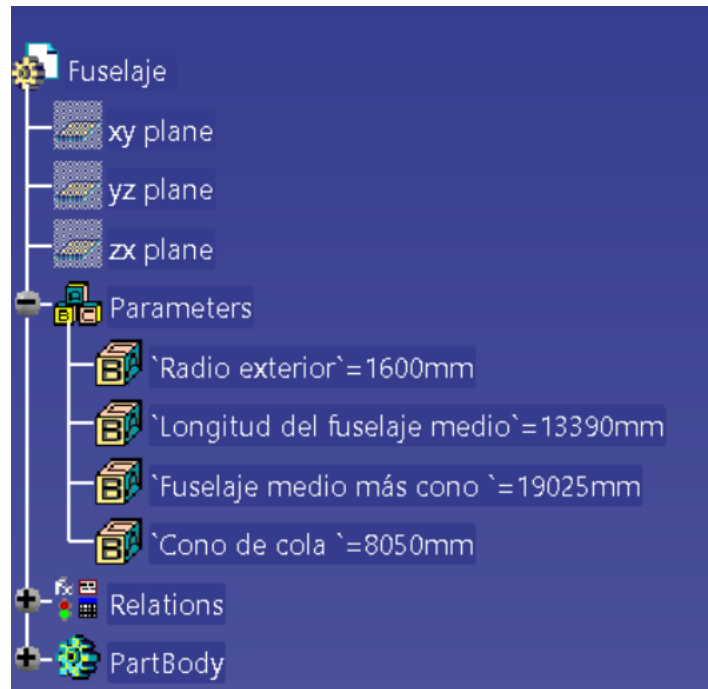 Fuselaje
xy plane
yz plane
zx plane
Parameters
`Radio exterior`=1600mm
`Longitud del fuselaje medio`=13390mm
`Fuselaje medio más cono `=19025mm
`Cono de cola `=8050mm
Relations
PartBody